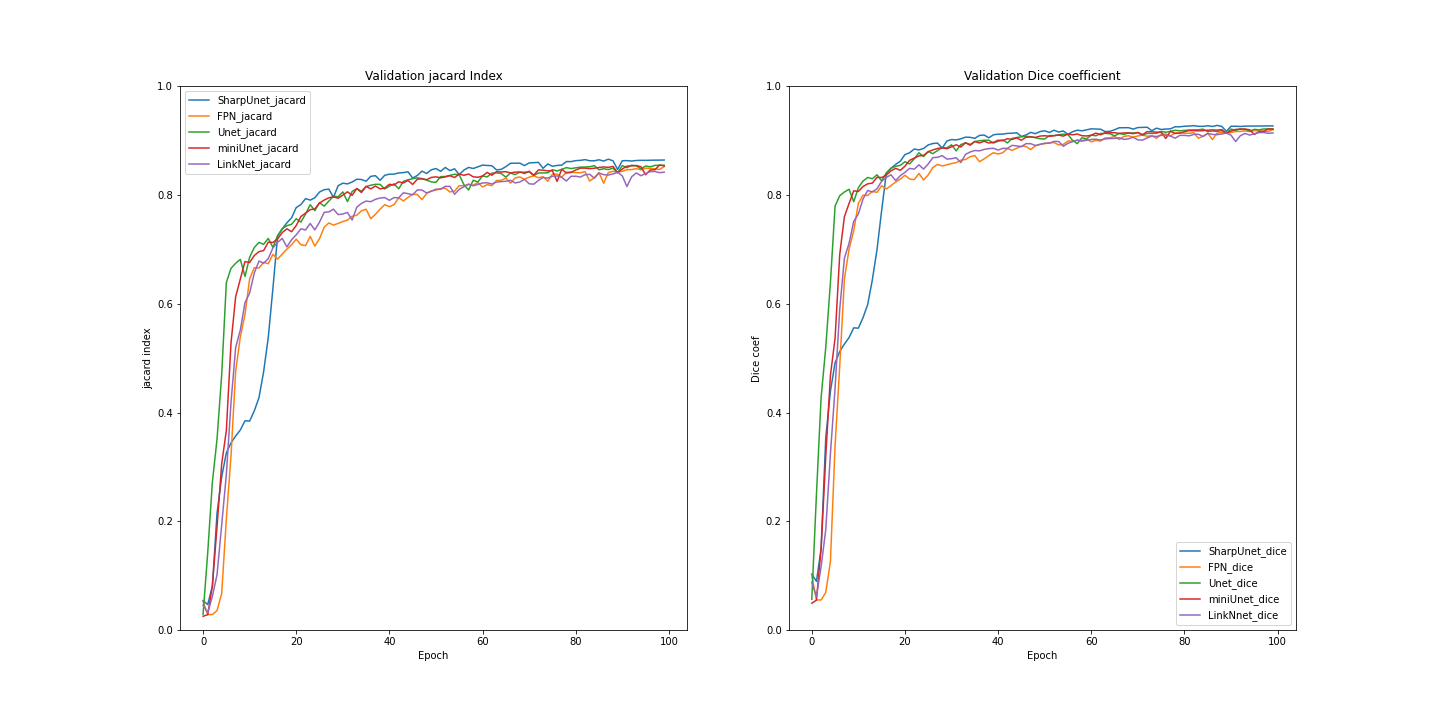 Validation jacard Index
1.0
0.8
0.6
0.4
0.2
0.0
jacard index
SharpUnet_jacard
FPN_jacard
Unet_jacard
miniUnet_jacard
LinkNet_jacard
0 20 40 60 80 100
Epoch
Validation Dice coefficient
1.0
0.8
0.6
0.4
0.2
0.0
Dice coef
SharpUnet_dice
FPN_dice
Unet_dice
miniUnet_dice
LinkNnet_dice
0 20 40 60 80 100
Epoch